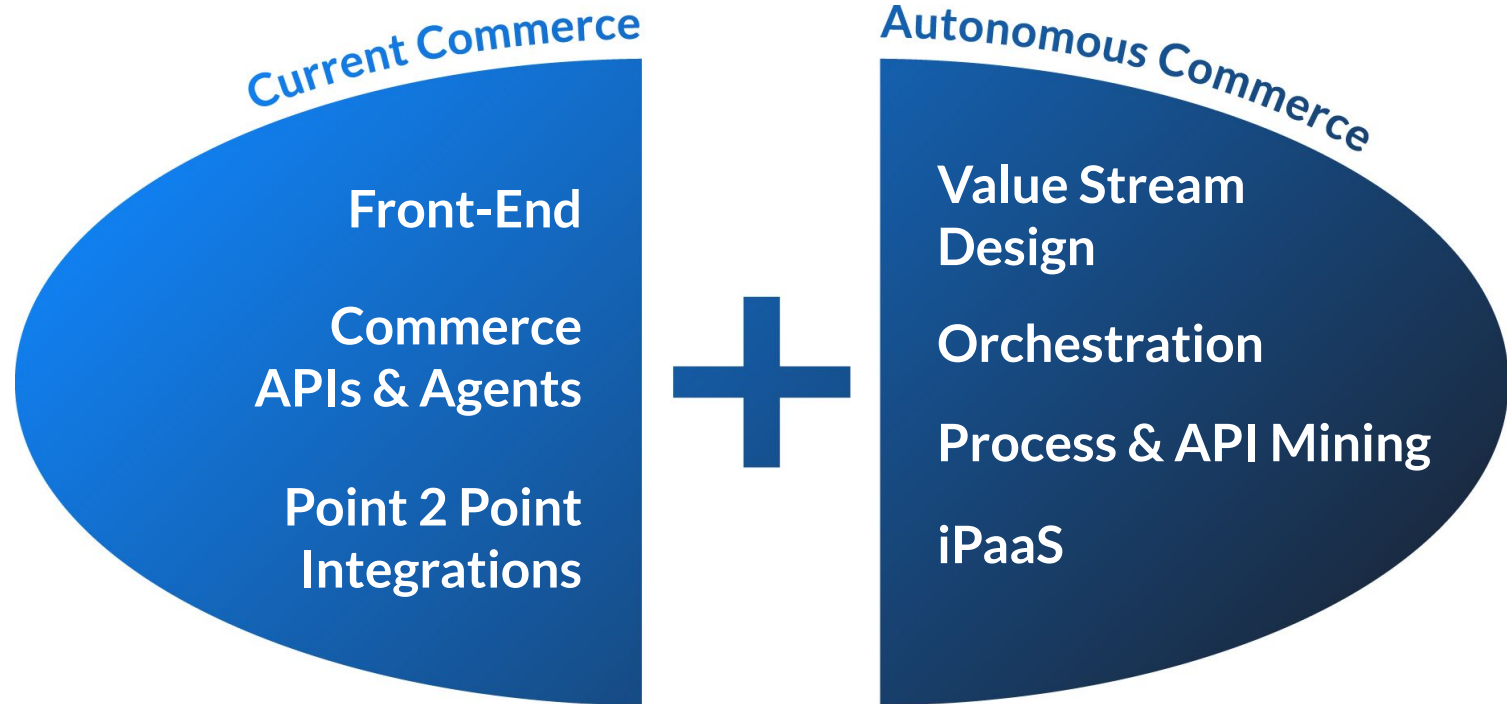 Current Commerce
Front-End
Commerce
APIs & Agents
Point 2 Point
Integrations
Autonomous Commerce
Value Stream
Design
Orchestration
Process & API Mining
iPaaS